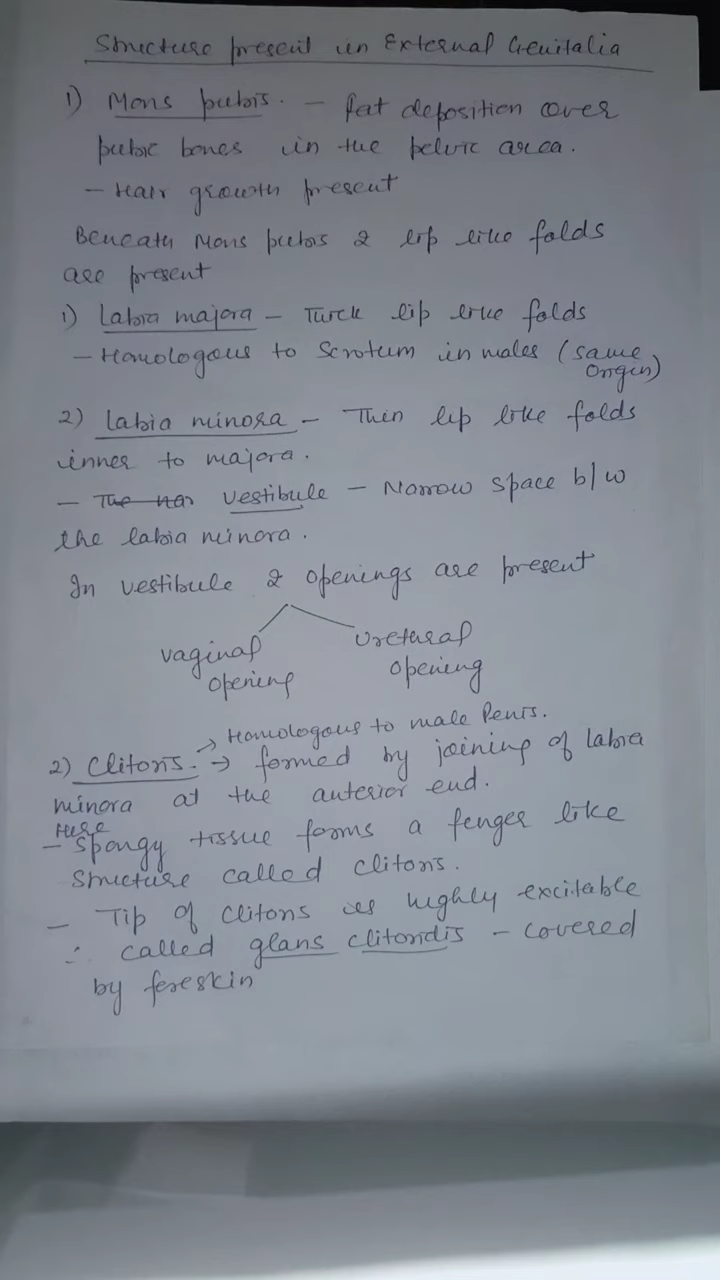 Structure present in External Genitalia
1) Mons pubis. - fat deposition over
pubic bones in the pelvic area.
- Hair growth present
Beneath Mons pubis 2 lip like folds
are present
1) Labia majora - Thick lip like folds
- Homologous to Scrotum in males (same
Origin)
2) Labia minora - Thin lip like folds
inner to majora.
- The nar vestibule - Narrow space b/w
the labia minora.
In vestibule 2 openings are present
vaginal opening
Urethral opening
→ Homologous to male Penis.
2) Clitoris. → formed by joining of labia
minora at the anterior end.
Here
- Spongy tissue forms a finger like
structure called clitoris.
- Tip of clitoris is highly excitable
∴ called glans clitoridis - covered
by foreskin